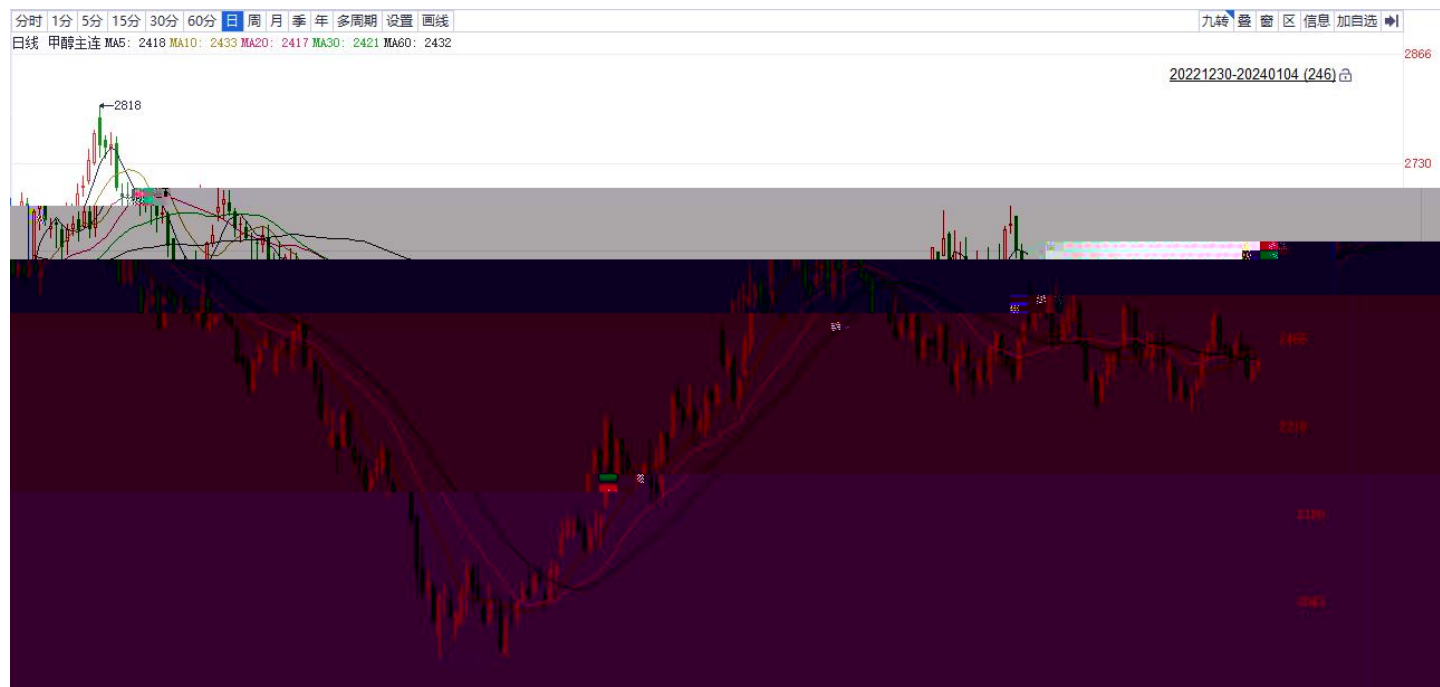 分时 1分 5分 15分 30分 60分 日 周 月 季 年 多周期 设置 画线 九转 叠 窗 区 信息 加自选
日线 甲醇主连 MA5: 2418 MA10: 2433 MA20: 2417 MA30: 2421 MA60: 2432
2866
20221230-20240104 (246)
2818
2730